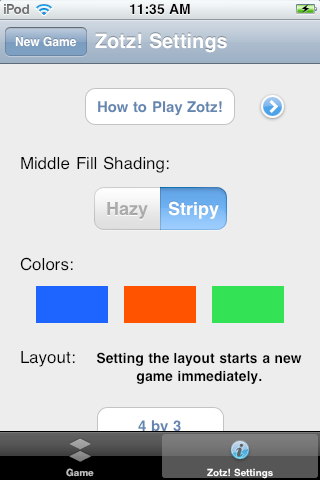 iPod 11:35 AM
New Game Zotz! Settings
How to Play Zotz!
Middle Fill Shading:
Hazy Stripy
Colors:
Layout: Setting the layout starts a new
game immediately.
4 by 3
Game Zotz! Settings